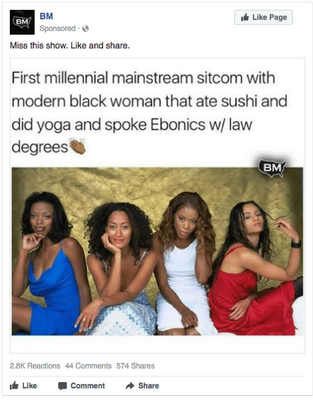 BM
BM
Like Page
Sponsored ·
Miss this show. Like and share.
First millennial mainstream sitcom with
modern black woman that ate sushi and
did yoga and spoke Ebonics w/ law
degrees👏🏾
BM
2.8K Reactions 44 Comments 574 Shares
Like Comment Share